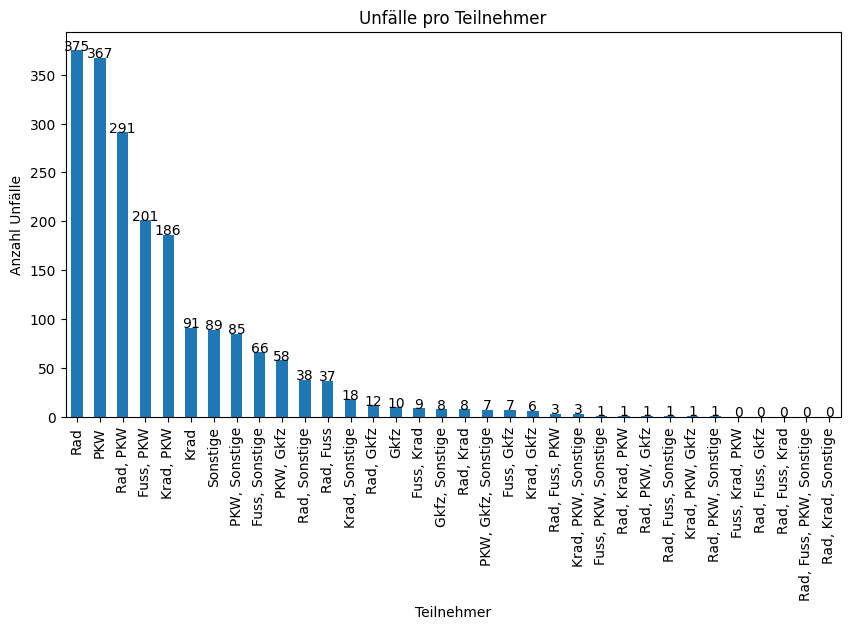 Unfälle pro Teilnehmer
Anzahl Unfälle
350
300
250
200
150
100
50
0
375
367
291
201
186
91
89
85
66
58
38
37
18
12
10
9
8
8
7
7
6
3
3
1
1
1
1
1
1
0
0
0
0
0
Rad
PKW
Rad, PKW
Fuss, PKW
Krad, PKW
Krad
Sonstige
PKW, Sonstige
Fuss, Sonstige
PKW, Gkfz
Rad, Sonstige
Rad, Fuss
Krad, Sonstige
Rad, Gkfz
Gkfz
Fuss, Krad
Gkfz, Sonstige
Rad, Krad
PKW, Gkfz, Sonstige
Fuss, Gkfz
Krad, Gkfz
Rad, Fuss, PKW
Krad, PKW, Sonstige
Fuss, PKW, Sonstige
Rad, Krad, PKW
Rad, PKW, Gkfz
Rad, Fuss, Sonstige
Krad, PKW, Gkfz
Rad, PKW, Sonstige
Fuss, Krad, PKW
Rad, Fuss, Gkfz
Rad, Fuss, Krad
Rad, Fuss, PKW, Sonstige
Rad, Krad, Sonstige
Teilnehmer